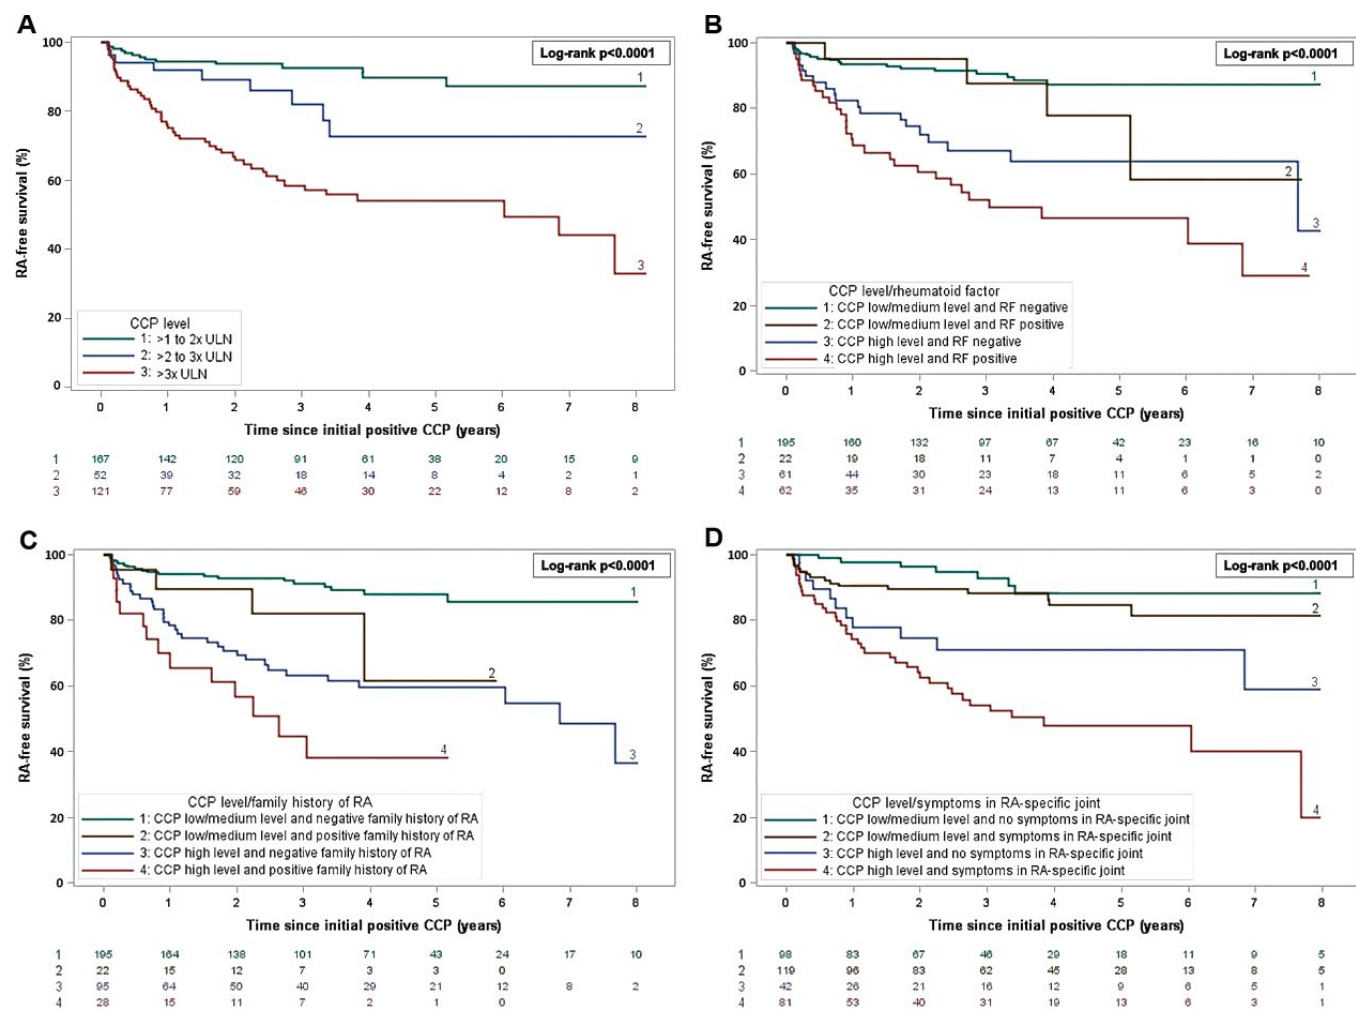 A
Log-rank p<0.0001
RA-free survival (%)
100
80
60
40
20
0
1
2
3
CCP level
1: >1 to 2x ULN
2: >2 to 3x ULN
3: >3x ULN
0 1 2 3 4 5 6 7 8
Time since initial positive CCP (years)
1 167 142 120 91 61 38 20 15 9
2 52 39 32 18 14 8 4 2 1
3 121 77 59 46 30 22 12 8 2
B
Log-rank p<0.0001
RA-free survival (%)
100
80
60
40
20
0
1
2
3
4
CCP level/rheumatoid factor
1: CCP low/medium level and RF negative
2: CCP low/medium level and RF positive
3: CCP high level and RF negative
4: CCP high level and RF positive
0 1 2 3 4 5 6 7 8
Time since initial positive CCP (years)
1 195 160 132 97 67 42 23 16 10
2 22 19 18 11 7 4 1 1 0
3 61 44 30 23 18 11 6 5 2
4 62 35 31 24 13 11 6 3 0
C
Log-rank p<0.0001
RA-free survival (%)
100
80
60
40
20
0
1
2
3
4
CCP level/family history of RA
1: CCP low/medium level and negative family history of RA
2: CCP low/medium level and positive family history of RA
3: CCP high level and negative family history of RA
4: CCP high level and positive family history of RA
0 1 2 3 4 5 6 7 8
Time since initial positive CCP (years)
1 195 164 138 101 71 43 24 17 10
2 22 15 12 7 3 3 0
3 95 64 50 40 29 21 12 8 2
4 28 15 11 7 2 1 0
D
Log-rank p<0.0001
RA-free survival (%)
100
80
60
40
20
0
1
2
3
4
CCP level/symptoms in RA-specific joint
1: CCP low/medium level and no symptoms in RA-specific joint
2: CCP low/medium level and symptoms in RA-specific joint
3: CCP high level and no symptoms in RA-specific joint
4: CCP high level and symptoms in RA-specific joint
0 1 2 3 4 5 6 7 8
Time since initial positive CCP (years)
1 98 83 67 46 29 18 11 9 5
2 119 96 83 62 45 28 13 8 5
3 42 26 21 16 12 9 6 5 1
4 81 53 40 31 19 13 6 3 1